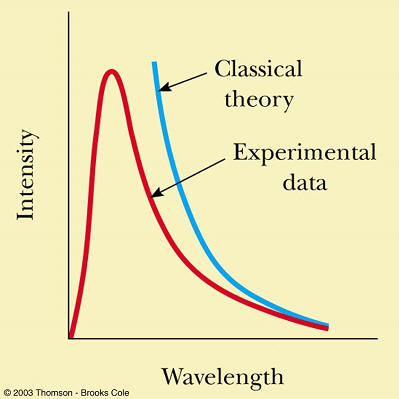 Classical
theory
Experimental
data
Intensity
Wavelength
© 2003 Thomson - Brooks Cole